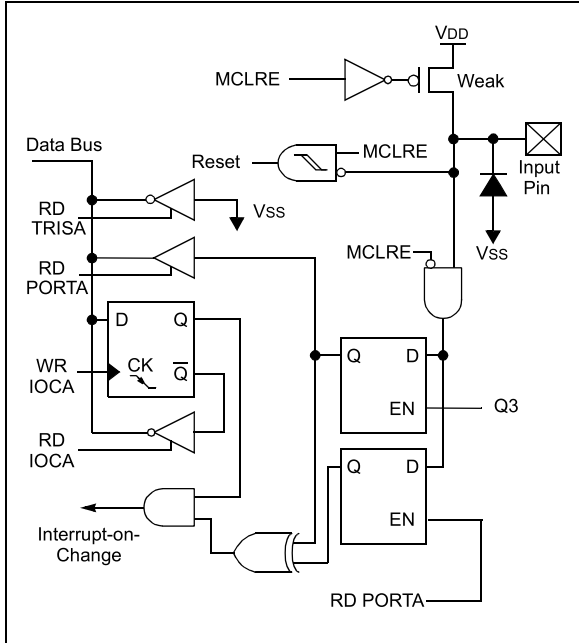 VDD
MCLRE
Weak
Data Bus
Reset
MCLRE
Input
Pin
RD
TRISA
VSS
VSS
RD
PORTA
MCLRE
D
Q
CK
Q
WR
IOCA
Q
D
EN
Q3
RD
IOCA
Q
D
EN
Interrupt-on-
Change
RD PORTA